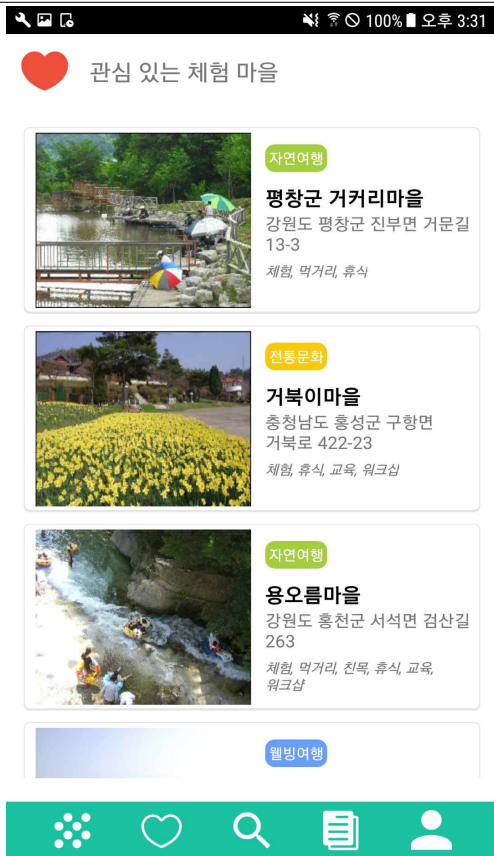 100% 오후 3:31
관심 있는 체험 마을
자연여행
평창군 거커리마을
강원도 평창군 진부면 거문길
13-3
체험, 먹거리, 휴식
전통문화
거북이마을
충청남도 홍성군 구항면
거북로 422-23
체험, 휴식, 교육, 워크샵
자연여행
용오름마을
강원도 홍천군 서석면 검산길
263
체험, 먹거리, 친목, 휴식, 교육,
워크샵
웰빙여행